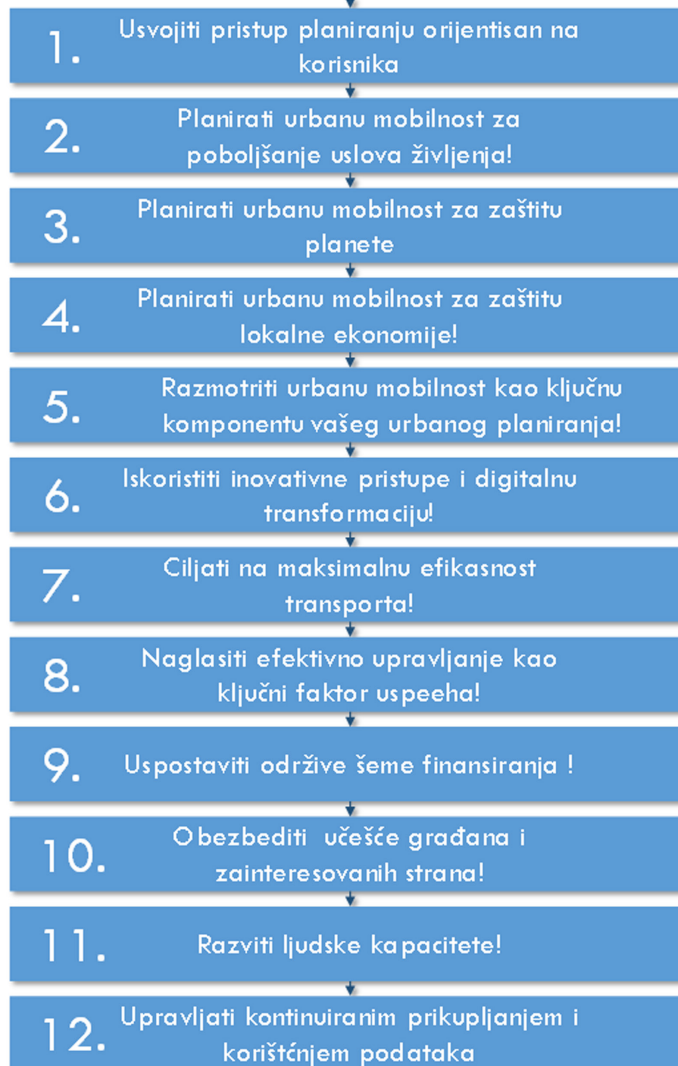 1. Usvojiti pristup planiranju orijentisan na
korisnika
2. Planirati urbanu mobilnost za
poboljšanje uslova življenja!
3. Planirati urbanu mobilnost za zaštitu
planete
4. Planirati urbanu mobilnost za zaštitu
lokalne ekonomije!
5. Razmotriti urbanu mobilnost kao ključnu
komponentu vašeg urbanog planiranja!
6. Iskoristiti inovativne pristupe i digitalnu
transformaciju!
7. Ciljati na maksimalnu efikasnost
transporta!
8. Naglasiti efektivno upravljanje kao
ključni faktor uspeeha!
9. Uspostaviti održive šeme finansiranja !
10. Obezbediti učešće građana i
zainteresovanih strana!
11. Razviti ljudske kapacitete!
12. Upravljati kontinuiranim prikupljanjem i
korištćnjem podataka